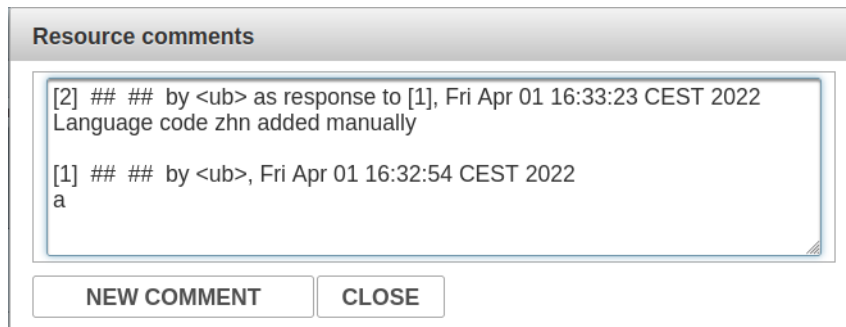 Resource comments
[2]  ##  ##  by <ub> as response to [1], Fri Apr 01 16:33:23 CEST 2022
Language code zhn added manually
[1]  ##  ##  by <ub>, Fri Apr 01 16:32:54 CEST 2022
a
NEW COMMENT CLOSE